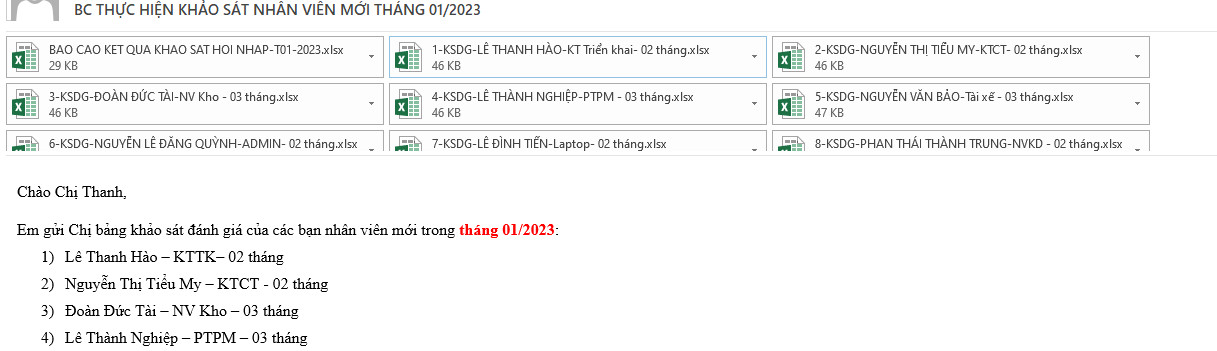 BC THỰC HIỆN KHẢO SÁT NHÂN VIÊN MỚI THÁNG 01/2023
BAO CAO KET QUA KHAO SAT HOI NHAP-T01-2023.xlsx
29 KB
1-KSDG-LÊ THANH HÀO-KT Triển khai- 02 tháng.xlsx
46 KB
2-KSDG-NGUYỄN THỊ TIỂU MY-KTCT- 02 tháng.xlsx
46 KB
3-KSDG-ĐOÀN ĐỨC TÀI-NV Kho - 03 tháng.xlsx
46 KB
4-KSDG-LÊ THÀNH NGHIỆP-PTPM - 03 tháng.xlsx
46 KB
5-KSDG-NGUYỄN VĂN BẢO-Tài xế - 03 tháng.xlsx
47 KB
6-KSDG-NGUYỄN LÊ ĐĂNG QUỲNH-ADMIN- 02 tháng.xlsx
7-KSDG-LÊ ĐÌNH TIẾN-Laptop- 02 tháng.xlsx
8-KSDG-PHAN THÁI THÀNH TRUNG-NVKD - 02 tháng.xlsx
Chào Chị Thanh,
Em gửi Chị bảng khảo sát đánh giá của các bạn nhân viên mới trong tháng 01/2023:
1) Lê Thanh Hào – KTTK– 02 tháng
2) Nguyễn Thị Tiểu My – KTCT - 02 tháng
3) Đoàn Đức Tài – NV Kho – 03 tháng
4) Lê Thành Nghiệp – PTPM – 03 tháng